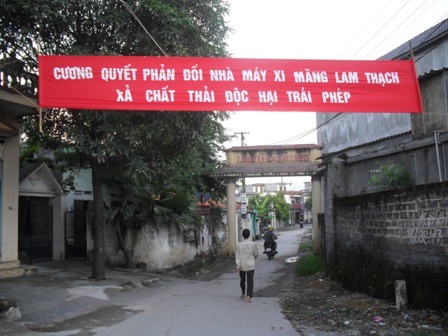 CƯƠNG QUYẾT PHẢN ĐỐI NHÀ MÁY XI MĂNG LAM THẠCH
XẢ CHẤT THẢI ĐỘC HẠI TRÁI PHÉP